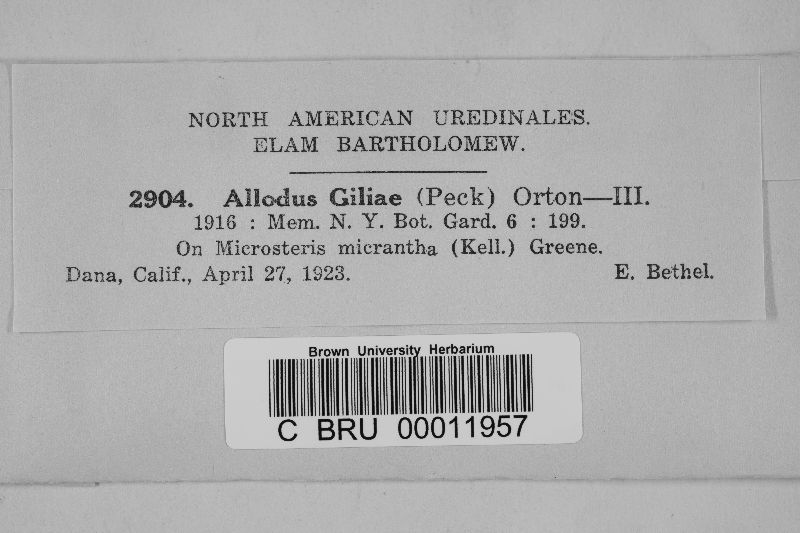 NORTH AMERICAN UREDINALES.
ELAM BARTHOLOMEW.
2904. Allodus Giliae (Peck) Orton—III.
1916 : Mem. N. Y. Bot. Gard. 6 : 199.
On Microsteris micrantha (Kell.) Greene.
Dana, Calif., April 27, 1923. E. Bethel.
Brown University Herbarium
C BRU 00011957